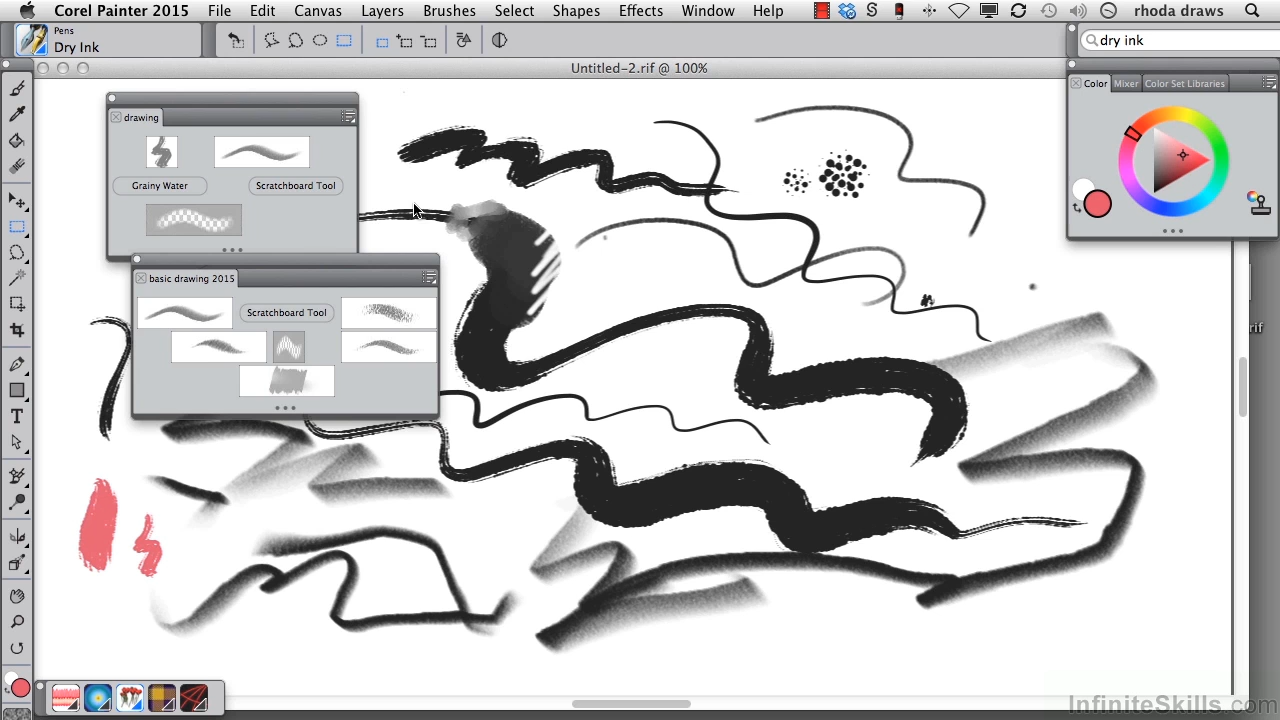 Corel Painter 2015 File Edit Canvas Layers Brushes Select Shapes Effects Window Help rhoda draws
Pens
Dry Ink
dry ink
Untitled-2.rif @ 100%
Color Mixer Color Set Libraries
drawing
Grainy Water Scratchboard Tool
basic drawing 2015
Scratchboard Tool
rif
T
InfiniteSkills.com